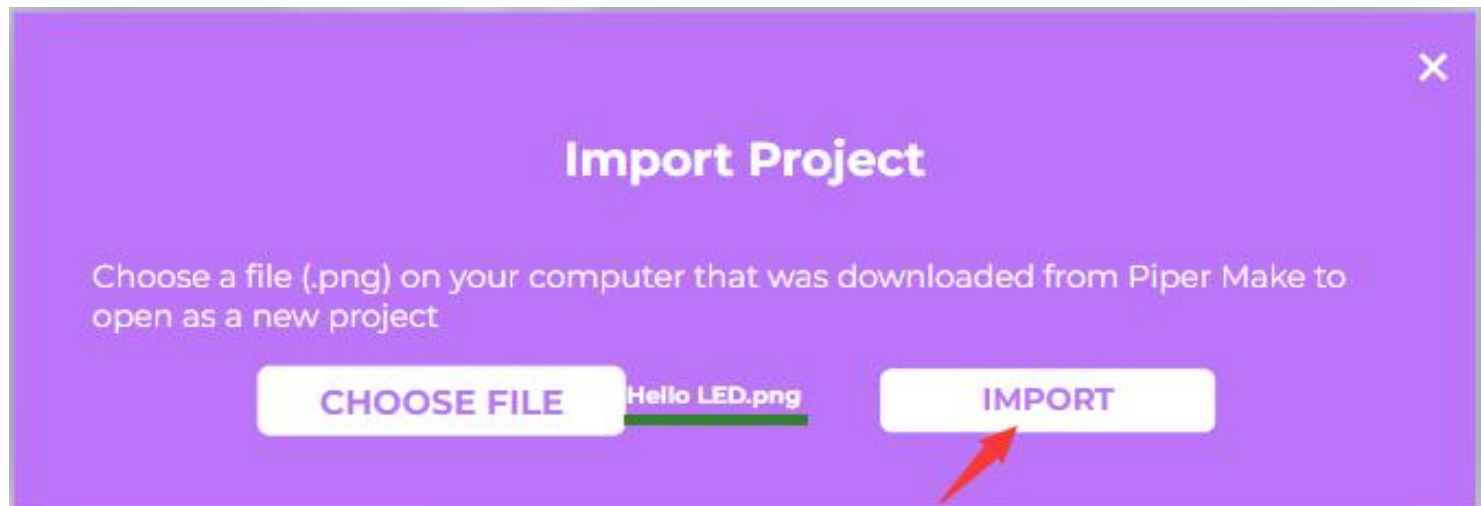 Import Project
Choose a file (.png) on your computer that was downloaded from Piper Make to
open as a new project
CHOOSE FILE Hello LED.png IMPORT